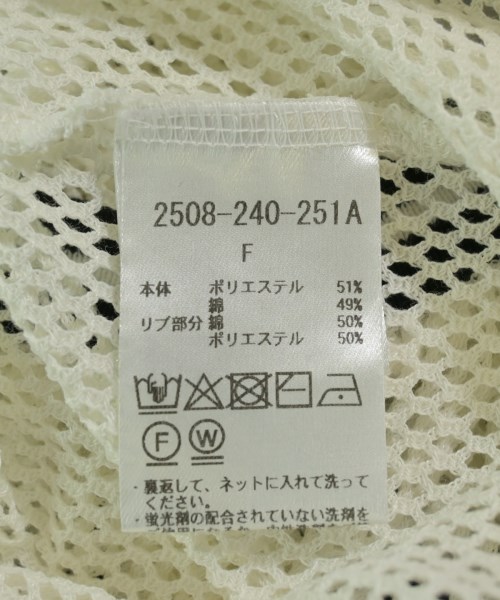 2508-240-251A
F
本体 ポリエステル 51%
綿 49%
リブ部分 綿 50%
ポリエステル 50%
F W
・裏返して、ネットに入れて洗って
ください。
・蛍光剤の配合されていない洗剤を